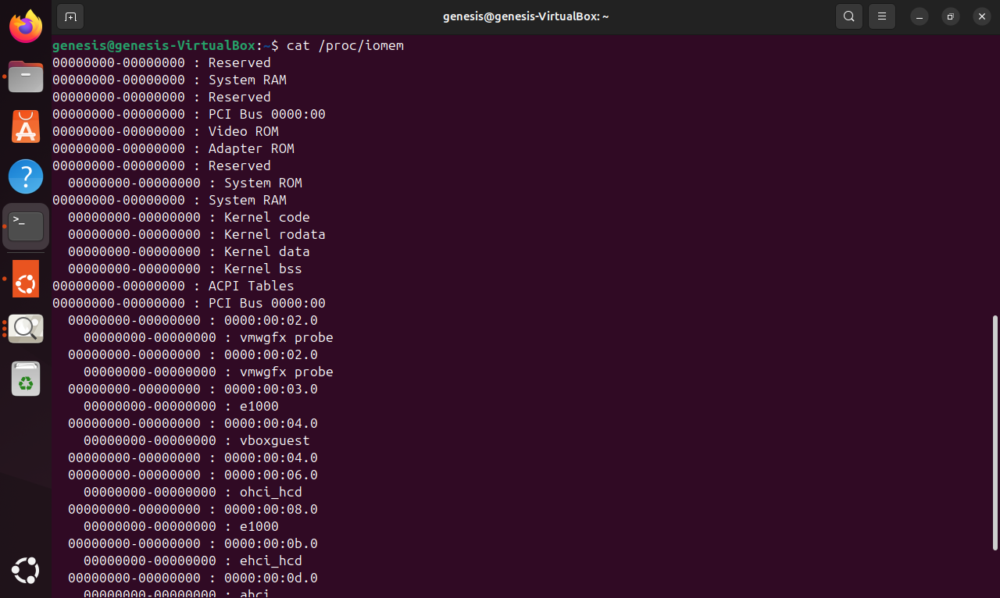 genesis@genesis-VirtualBox: ~
genesis@genesis-VirtualBox:~$ cat /proc/iomem
00000000-00000000 : Reserved
00000000-00000000 : System RAM
00000000-00000000 : Reserved
00000000-00000000 : PCI Bus 0000:00
00000000-00000000 : Video ROM
00000000-00000000 : Adapter ROM
00000000-00000000 : Reserved
  00000000-00000000 : System ROM
00000000-00000000 : System RAM
  00000000-00000000 : Kernel code
  00000000-00000000 : Kernel rodata
  00000000-00000000 : Kernel data
  00000000-00000000 : Kernel bss
00000000-00000000 : ACPI Tables
00000000-00000000 : PCI Bus 0000:00
  00000000-00000000 : 0000:00:02.0
    00000000-00000000 : vmwgfx probe
  00000000-00000000 : 0000:00:02.0
    00000000-00000000 : vmwgfx probe
  00000000-00000000 : 0000:00:03.0
    00000000-00000000 : e1000
  00000000-00000000 : 0000:00:04.0
    00000000-00000000 : vboxguest
  00000000-00000000 : 0000:00:04.0
  00000000-00000000 : 0000:00:06.0
    00000000-00000000 : ohci_hcd
  00000000-00000000 : 0000:00:08.0
    00000000-00000000 : e1000
  00000000-00000000 : 0000:00:0b.0
    00000000-00000000 : ehci_hcd
  00000000-00000000 : 0000:00:0d.0
    00000000-00000000 : ahci